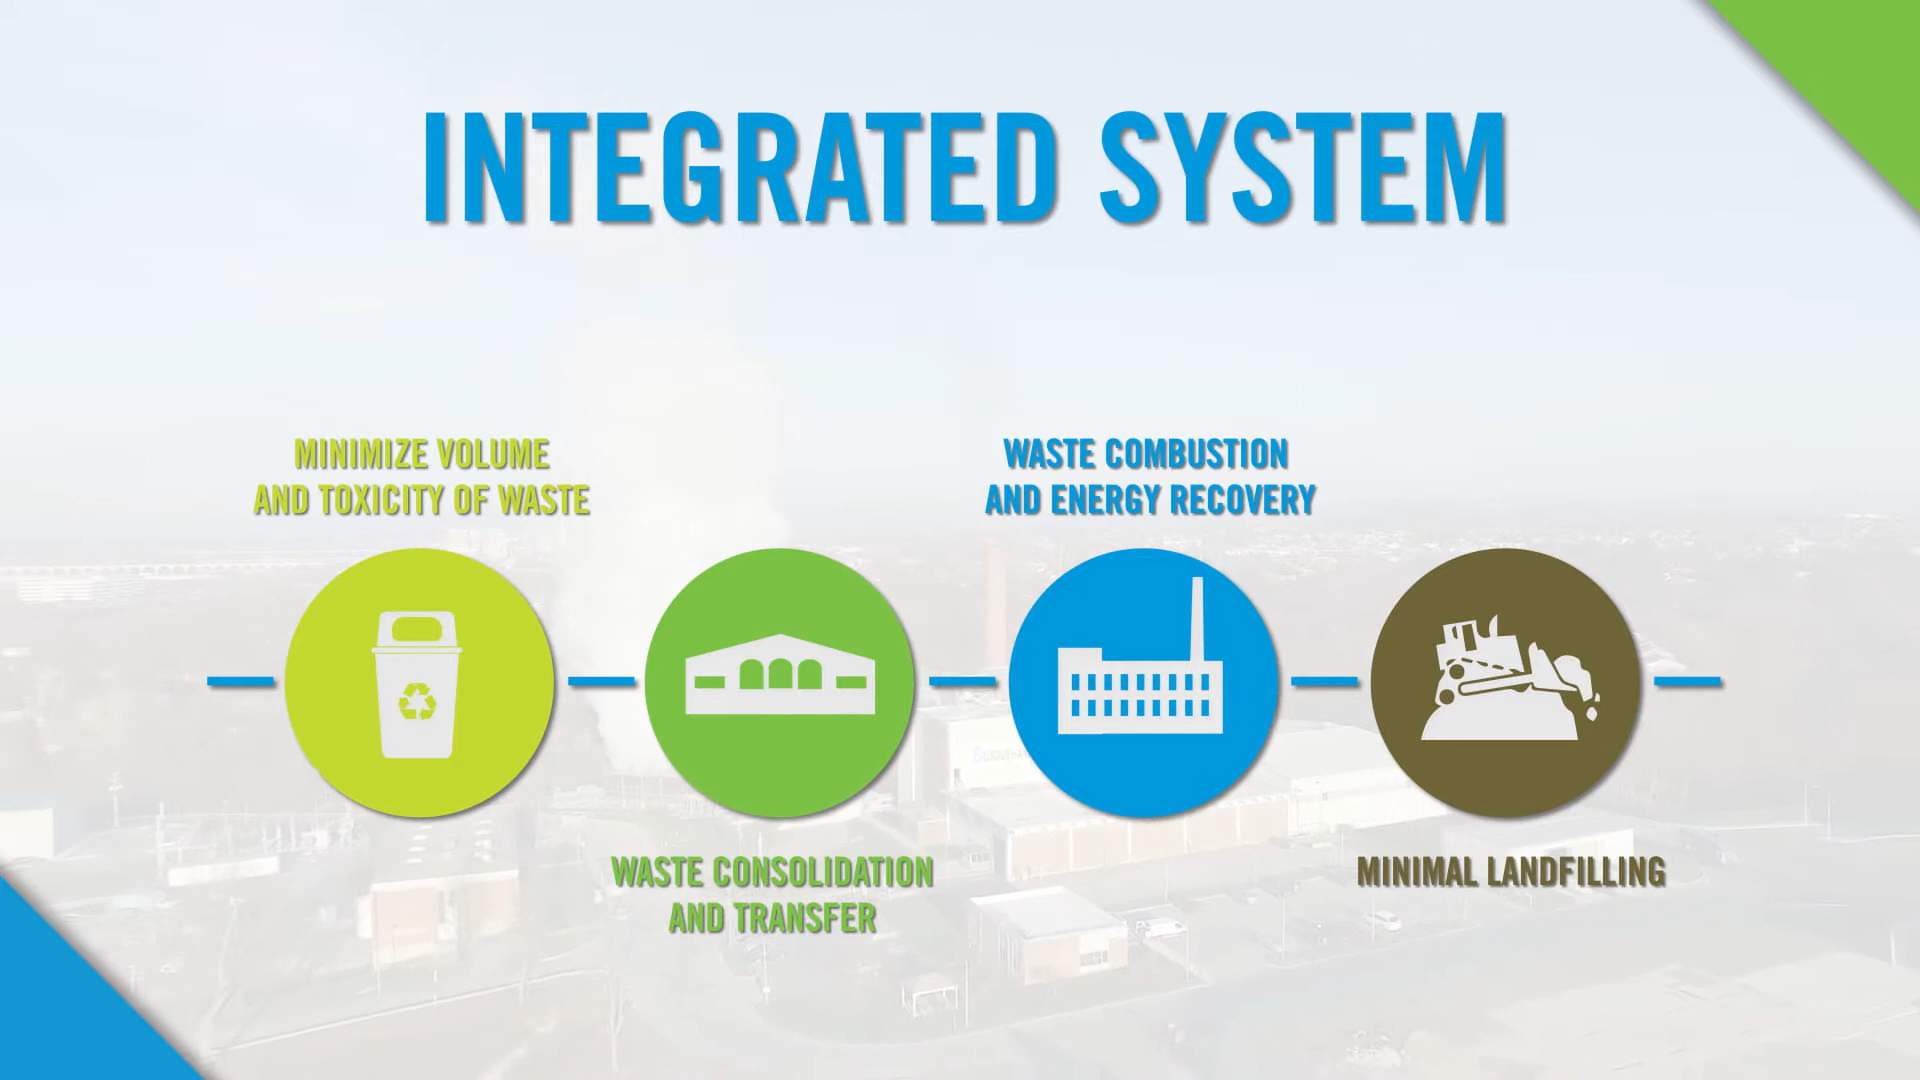 INTEGRATED SYSTEM
MINIMIZE VOLUME
AND TOXICITY OF WASTE
WASTE CONSOLIDATION
AND TRANSFER
WASTE COMBUSTION
AND ENERGY RECOVERY
MINIMAL LANDFILLING